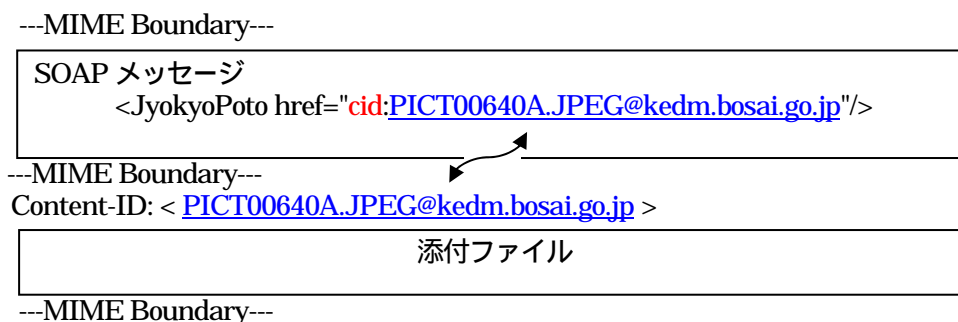 ---MIME Boundary---
SOAP メッセージ
<JyokyoPoto href="cid:PICT00640A.JPEG@kedm.bosai.go.jp"/>
---MIME Boundary---
Content-ID: < PICT00640A.JPEG@kedm.bosai.go.jp >
添付ファイル
---MIME Boundary---